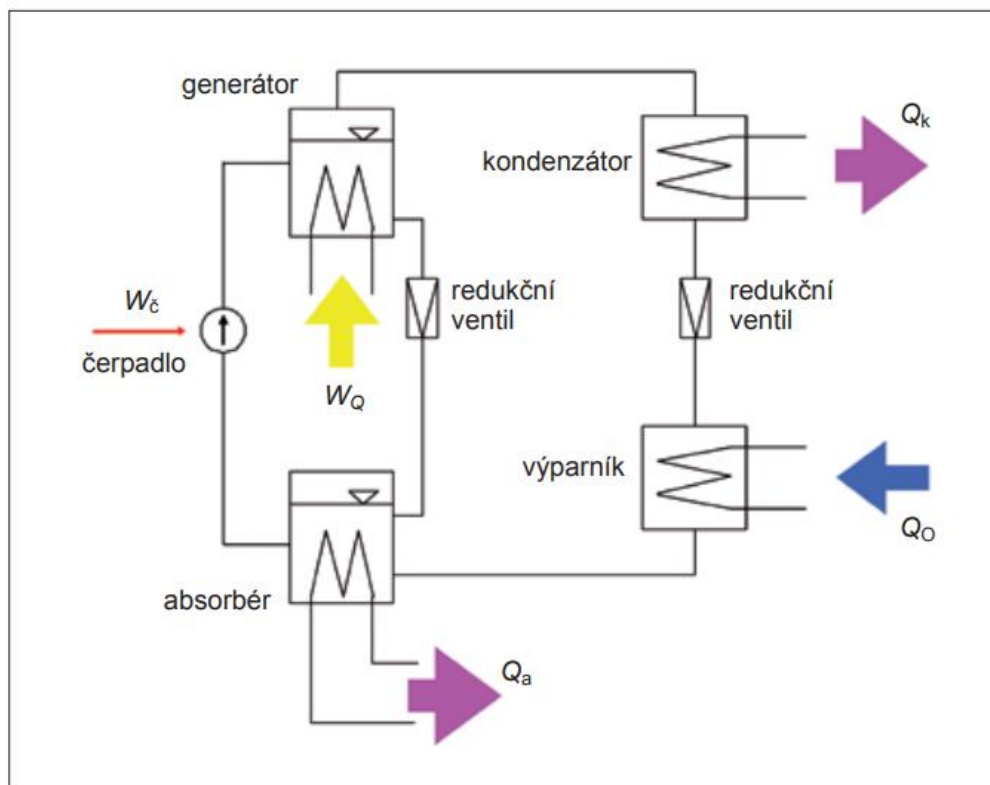 generátor
Qk
kondenzátor
Wč
čerpadlo
redukční
ventil
redukční
ventil
WQ
výparník
QO
absorbér
Qa